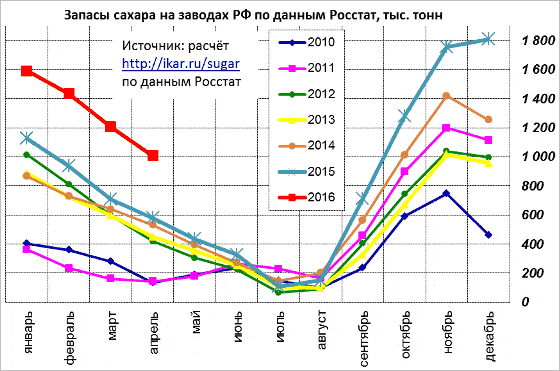 Запасы сахара на заводах РФ по данным Росстат, тыс. тонн
Источник: расчёт
http://ikar.ru/sugar
по данным Росстат
2010
2011
2012
2013
2014
2015
2016
1 800
1 600
1 400
1 200
1 000
800
600
400
200
0
январь
февраль
март
апрель
май
июнь
июль
август
сентябрь
октябрь
ноябрь
декабрь